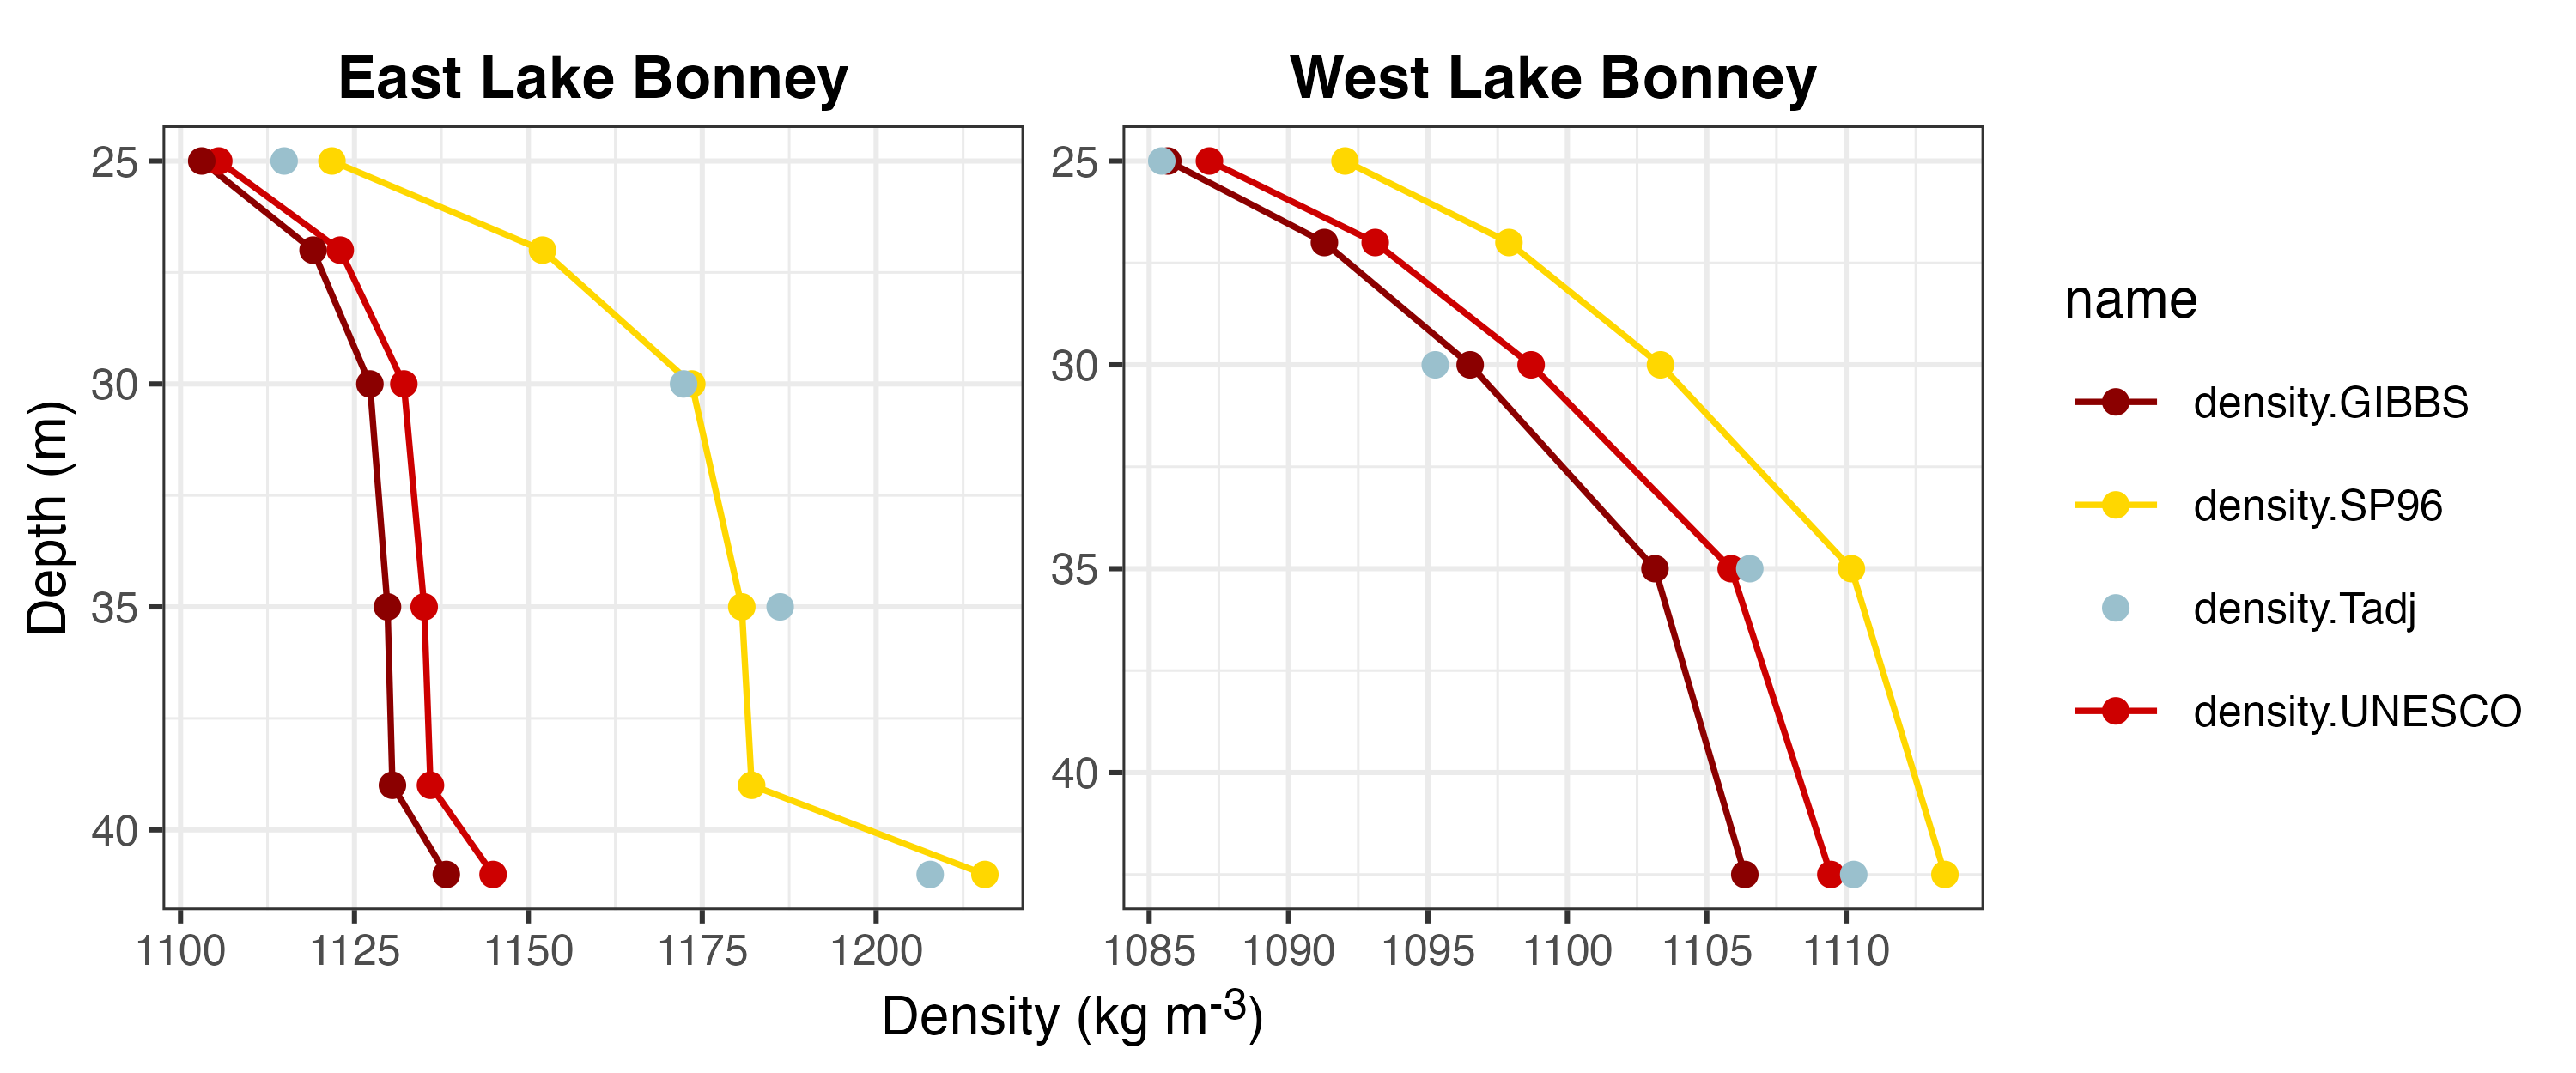 East Lake Bonney
West Lake Bonney
Depth (m)
25
30
35
40
25
30
35
40
1100 1125 1150 1175 1200
1085 1090 1095 1100 1105 1110
Density (kg m⁻³)
name
density.GIBBS
density.SP96
density.Tadj
density.UNESCO